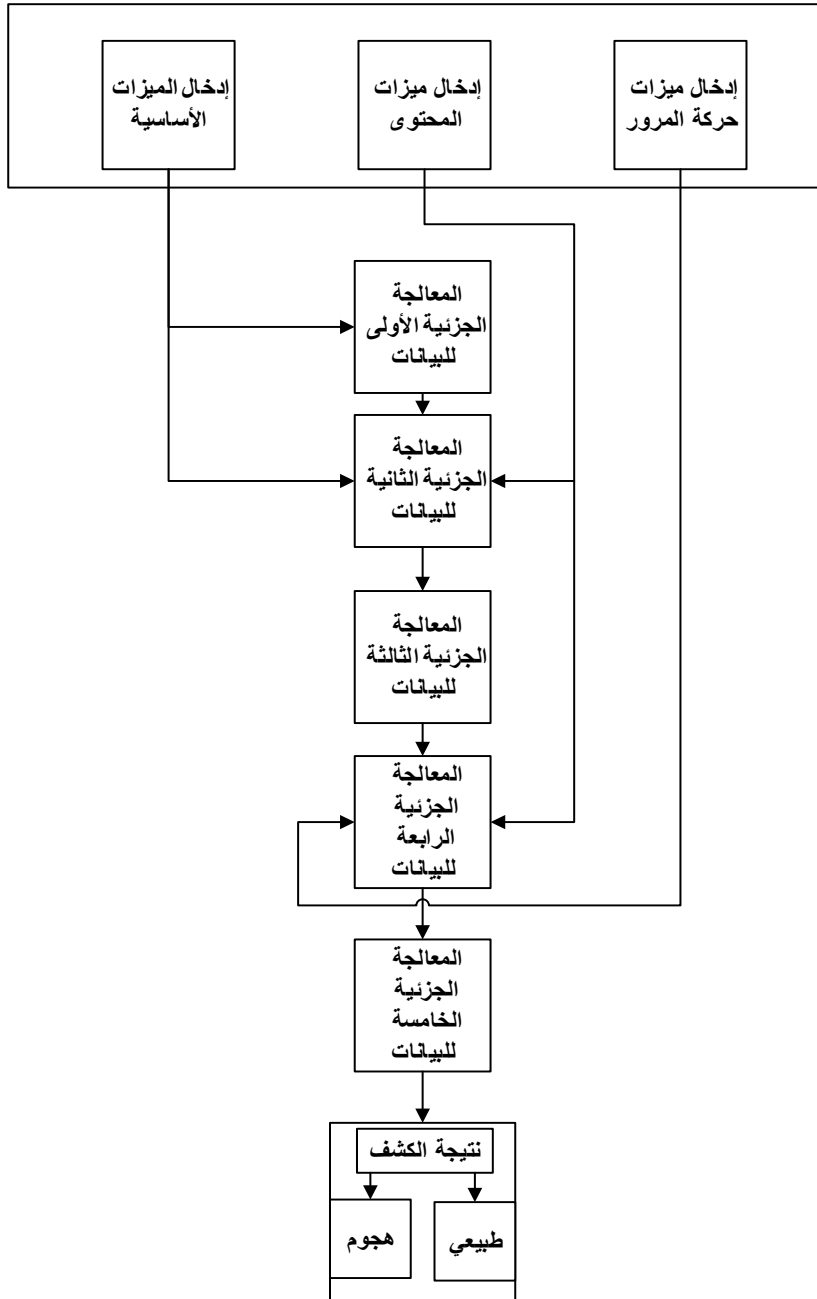 إدخال ميزات
حركة المرور
إدخال ميزات
المحتوى
إدخال الميزات
الأساسية
المعالجة
الجزئية الأولى
للبيانات
المعالجة
الجزئية الثانية
للبيانات
المعالجة
الجزئية الثالثة
للبيانات
المعالجة
الجزئية
الرابعة
للبيانات
المعالجة
الجزئية
الخامسة
للبيانات
نتيجة الكشف
طبيعي
هجوم